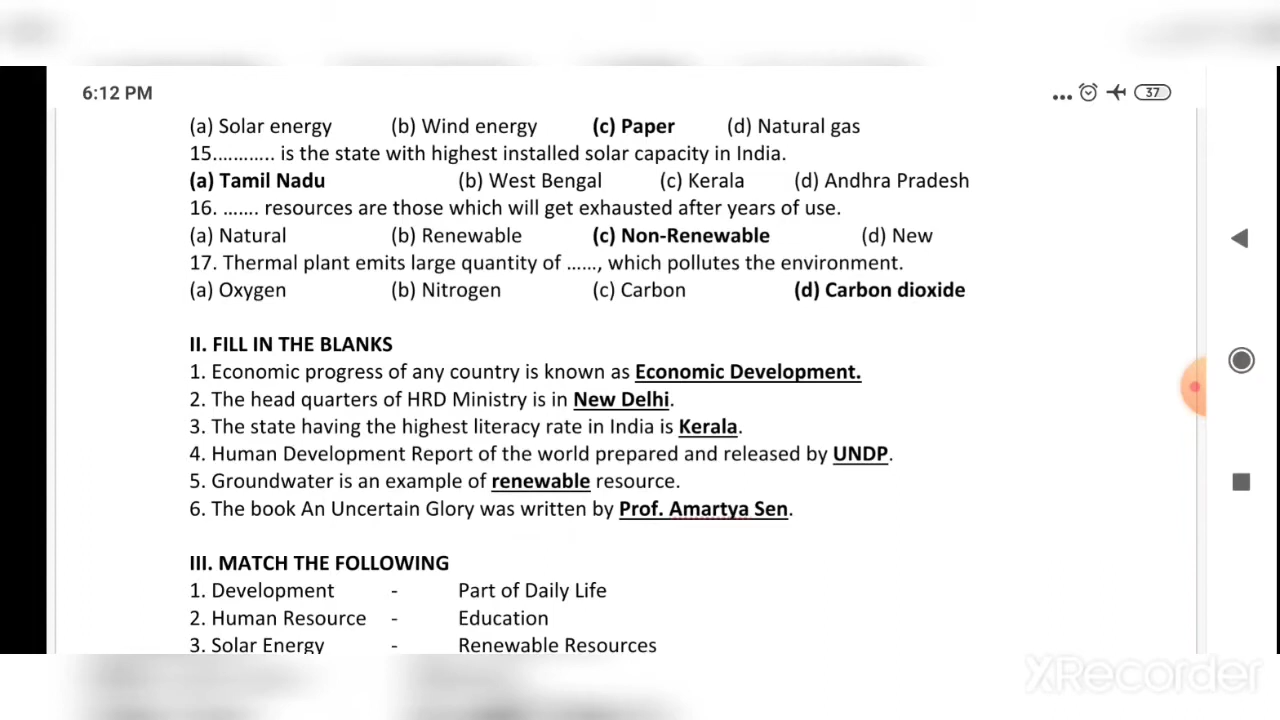 6:12 PM
37
(a) Solar energy (b) Wind energy (c) Paper (d) Natural gas
15........... is the state with highest installed solar capacity in India.
(a) Tamil Nadu (b) West Bengal (c) Kerala (d) Andhra Pradesh
16. ....... resources are those which will get exhausted after years of use.
(a) Natural (b) Renewable (c) Non-Renewable (d) New
17. Thermal plant emits large quantity of ......, which pollutes the environment.
(a) Oxygen (b) Nitrogen (c) Carbon (d) Carbon dioxide
II. FILL IN THE BLANKS
1. Economic progress of any country is known as Economic Development.
2. The head quarters of HRD Ministry is in New Delhi.
3. The state having the highest literacy rate in India is Kerala.
4. Human Development Report of the world prepared and released by UNDP.
5. Groundwater is an example of renewable resource.
6. The book An Uncertain Glory was written by Prof. Amartya Sen.
III. MATCH THE FOLLOWING
1. Development - Part of Daily Life
2. Human Resource - Education
3. Solar Energy - Renewable Resources
XRecorder